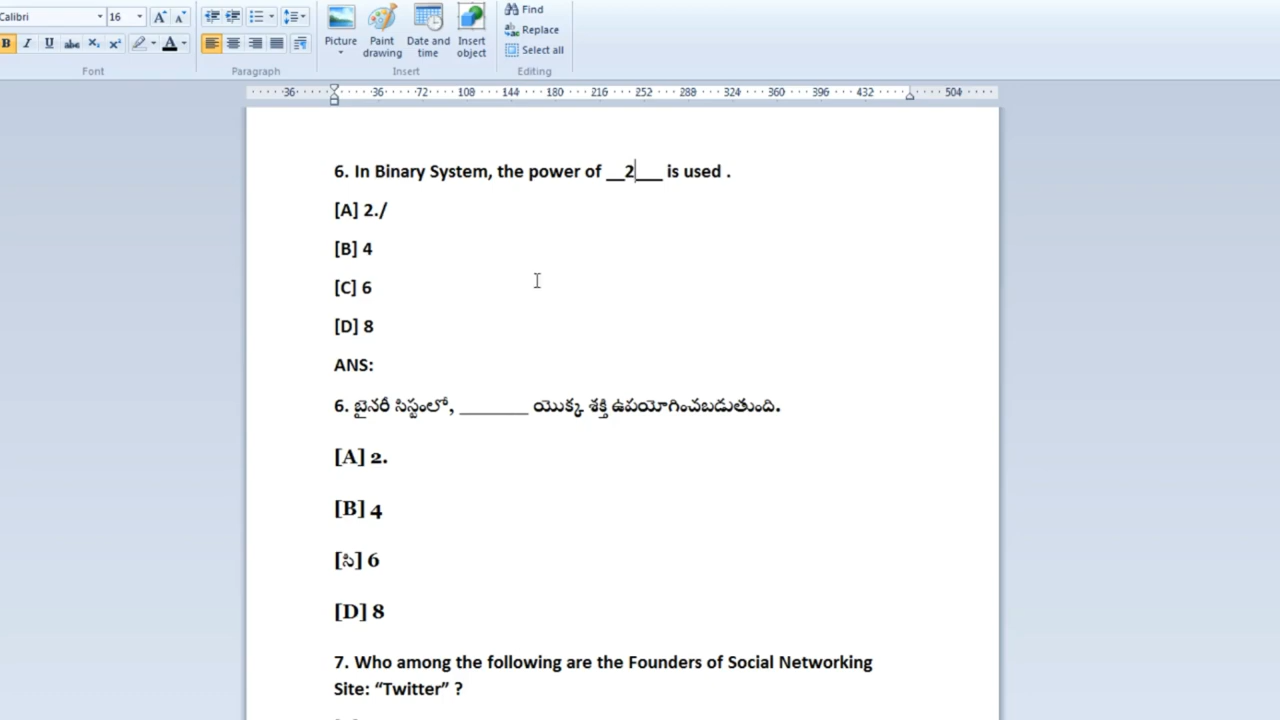 Calibri 16
Find
Replace
Select all
Picture Paint drawing Date and time Insert object
Font Paragraph Insert Editing
36 36 72 108 144 180 216 252 288 324 360 396 432 504
6. In Binary System, the power of __2___ is used .
[A] 2./
[B] 4
[C] 6
[D] 8
ANS:
6. బైనరీ సిస్టంలో, ________ యొక్క శక్తి ఉపయోగించబడుతుంది.
[A] 2.
[B] 4
[సి] 6
[D] 8
7. Who among the following are the Founders of Social Networking
Site: “Twitter” ?